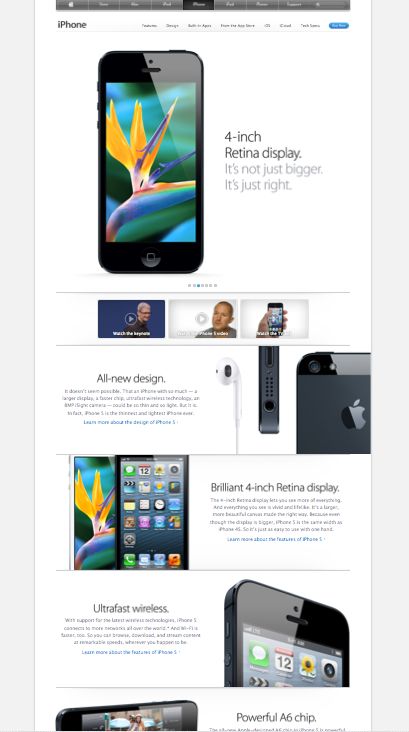 Store
Mac
iPod
iPhone
iPad
iTunes
Support
iPhone
Features
Design
Built-in Apps
From the App Store
iOS
iCloud
Tech Specs
Buy Now
4-inch
Retina display.
It's not just bigger.
It's just right.
Watch the keynote
Watch the iPhone 5 video
Watch the TV
All-new design.
It doesn't seem possible. That an iPhone with so much — a
larger display, a faster chip, ultrafast wireless technology, an
8MP iSight camera — could be so thin and so light. But it is.
In fact, iPhone 5 is the thinnest and lightest iPhone ever.
Learn more about the design of iPhone 5 ›
Brilliant 4-inch Retina display.
The 4-inch Retina display lets you see more of everything.
And everything you see is vivid and lifelike. It's a larger,
more beautiful canvas made the right way. Because even
though the display is bigger, iPhone 5 is the same width as
iPhone 4S. So it's just as easy to use with one hand.
Learn more about the features of iPhone 5 ›
Ultrafast wireless.
With support for the latest wireless technologies, iPhone 5
connects to more networks all over the world.* And Wi-Fi is
faster, too. So you can browse, download, and stream content
at remarkable speeds, wherever you happen to be.
Learn more about the features of iPhone 5 ›
Powerful A6 chip.
The all-new Apple-designed A6 chip in iPhone 5 is powerful